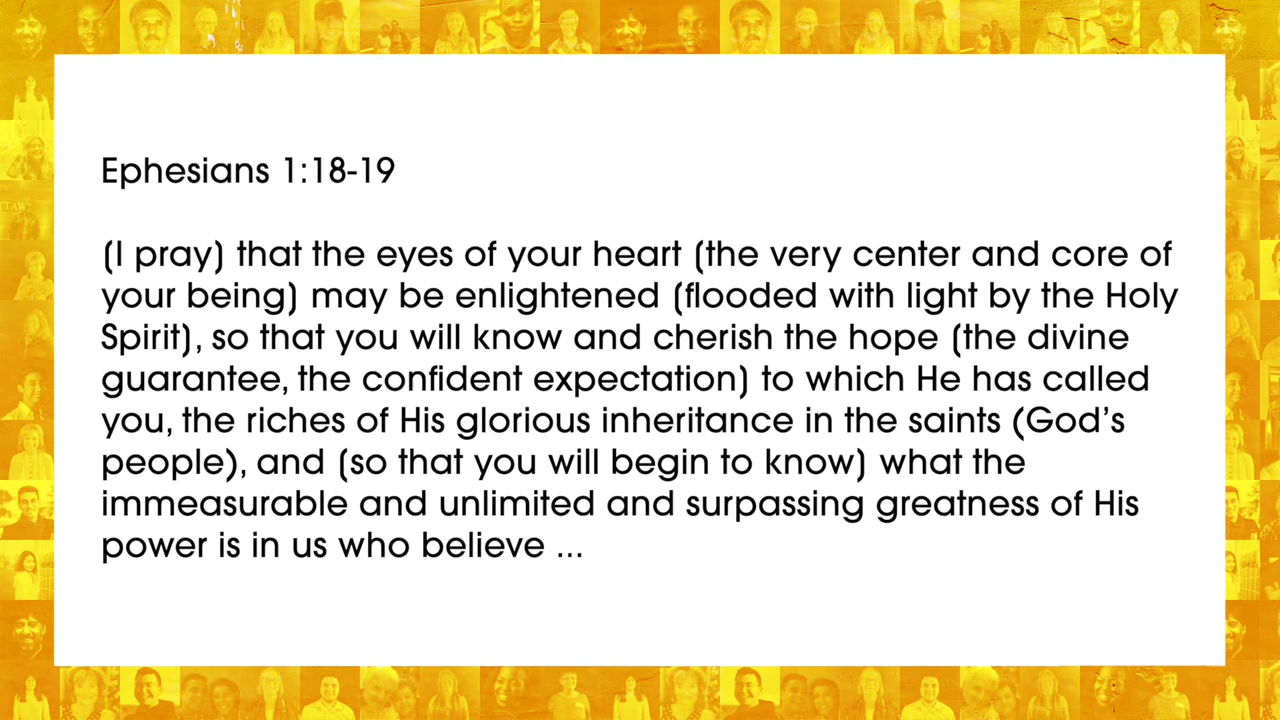 Ephesians 1:18-19
(I pray) that the eyes of your heart (the very center and core of
your being) may be enlightened (flooded with light by the Holy
Spirit), so that you will know and cherish the hope (the divine
guarantee, the confident expectation) to which He has called
you, the riches of His glorious inheritance in the saints (God’s
people), and (so that you will begin to know) what the
immeasurable and unlimited and surpassing greatness of His
power is in us who believe ...